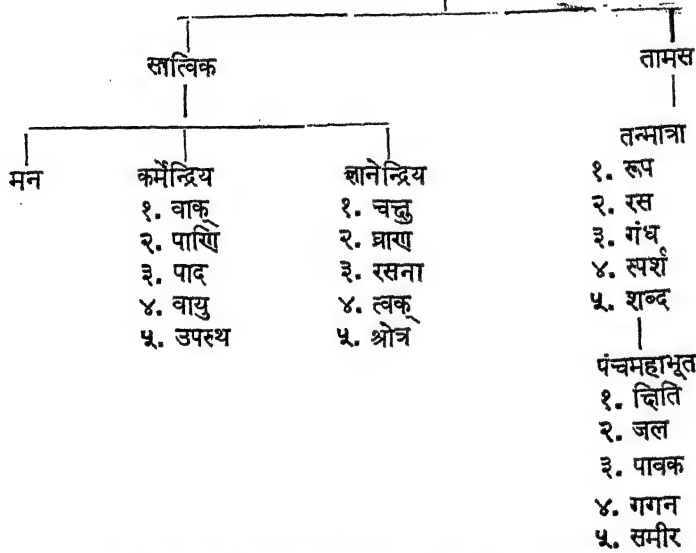 सात्विक
तामस
मन
कर्मेन्द्रिय
१. वाक्
२. पाणि
३. पाद
४. वायु
५. उपस्थ
ज्ञानेन्द्रिय
१. चक्षु
२. घ्राण
३. रसना
४. त्वक्
५. श्रोत्र
तन्मात्रा
१. रूप
२. रस
३. गंध
४. स्पर्श
५. शब्द
पंचमहाभूत
१. क्षिति
२. जल
३. पावक
४. गगन
५. समीर